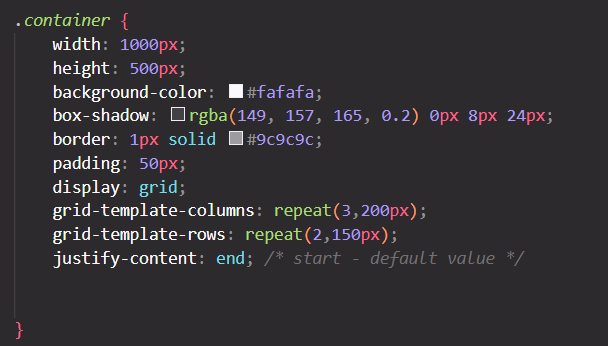 .container {
width: 1000px;
height: 500px;
background-color: #fafafa;
box-shadow: rgba(149, 157, 165, 0.2) 0px 8px 24px;
border: 1px solid #9c9c9c;
padding: 50px;
display: grid;
grid-template-columns: repeat(3,200px);
grid-template-rows: repeat(2,150px);
justify-content: end; /* start - default value */
}